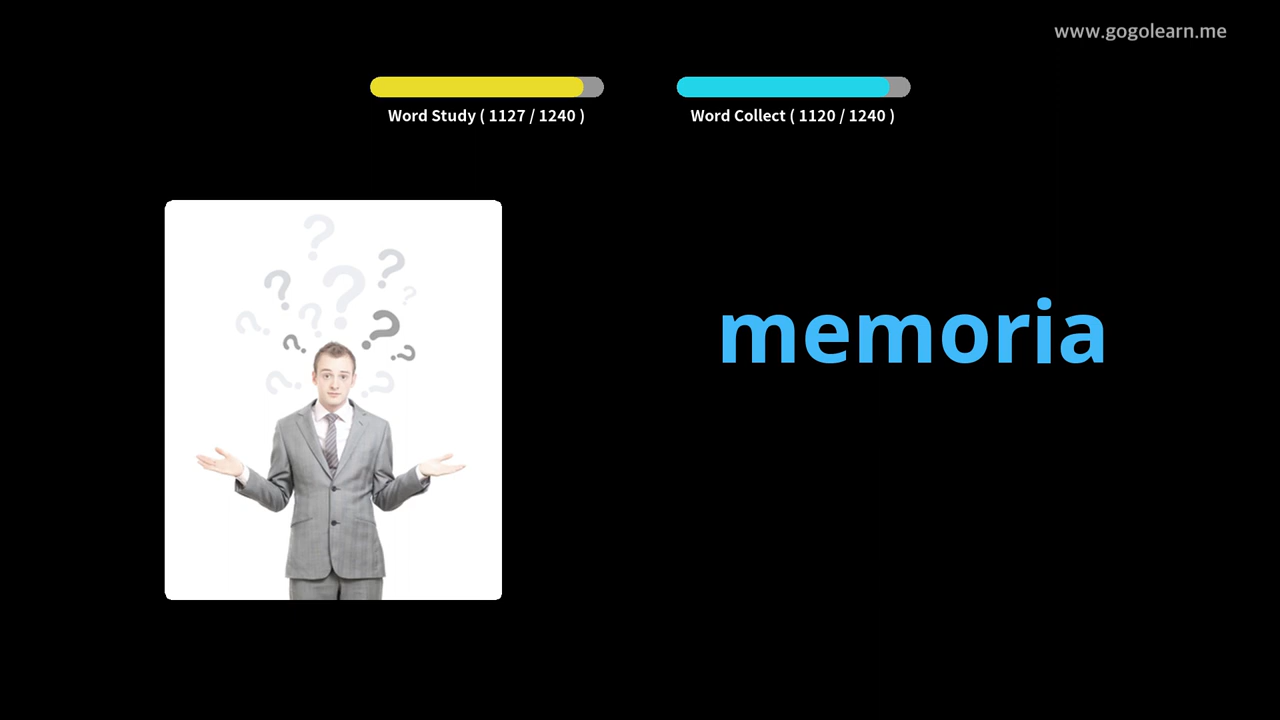 www.gogolearn.me
Word Study ( 1127 / 1240 )
Word Collect ( 1120 / 1240 )
? ? ? ? ? ? ? ? ? ? ? ?
memoria